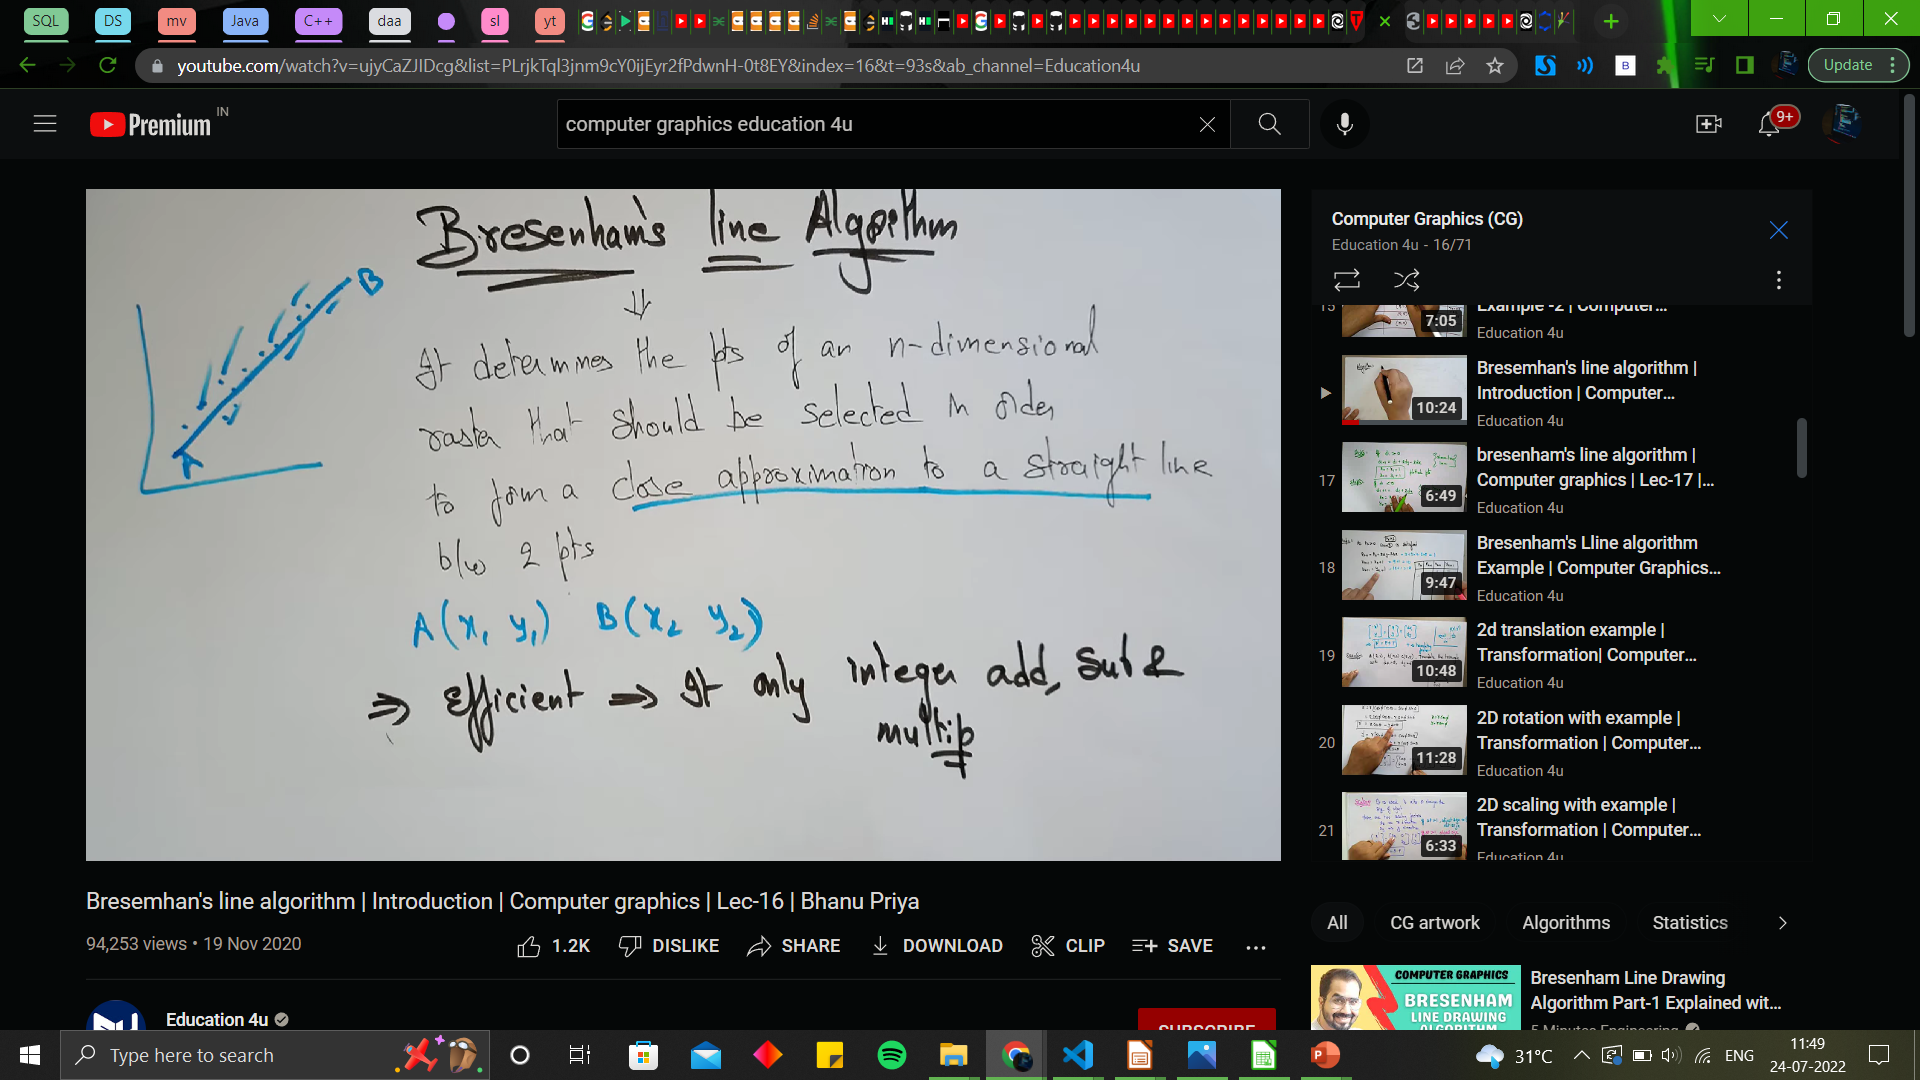 SQL DS mv Java C++ daa sl yt
youtube.com/watch?v=ujyCaZJIDcg&list=PLrjkTql3jnm9cY0ijEyr2fPdwnH-0t8EY&index=16&t=93s&ab_channel=Education4u
Update
Premium IN
computer graphics education 4u
9+
Bresenham's line Algorithm
⇓
It determines the pts of an n-dimensional
raster that should be selected in order
to form a close approximation to a straight line
b/w 2 pts
A(x₁ y₁) B(x₂ y₂)
⇒ Efficient → It only integer add, sub &
multip
B
A
Computer Graphics (CG)
Education 4u - 16/71
15
Example -2 | Computer...
7:05
Education 4u
Bresemhan's line algorithm |
Introduction | Computer...
10:24
Education 4u
17
bresenham's line algorithm |
Computer graphics | Lec-17 |...
6:49
Education 4u
18
Bresenham's Lline algorithm
Example | Computer Graphics...
9:47
Education 4u
19
2d translation example |
Transformation| Computer...
10:48
Education 4u
20
2D rotation with example |
Transformation | Computer...
11:28
Education 4u
21
2D scaling with example |
Transformation | Computer...
6:33
Education 4u
Bresemhan's line algorithm | Introduction | Computer graphics | Lec-16 | Bhanu Priya
94,253 views • 19 Nov 2020
1.2K DISLIKE SHARE DOWNLOAD CLIP SAVE
Education 4u
SUBSCRIBE
All CG artwork Algorithms Statistics
COMPUTER GRAPHICS
BRESENHAM
LINE DRAWING
ALGORITHM
Bresenham Line Drawing
Algorithm Part-1 Explained wit...
5 Minutes Engineering
Type here to search
31°C
ENG
11:49
24-07-2022